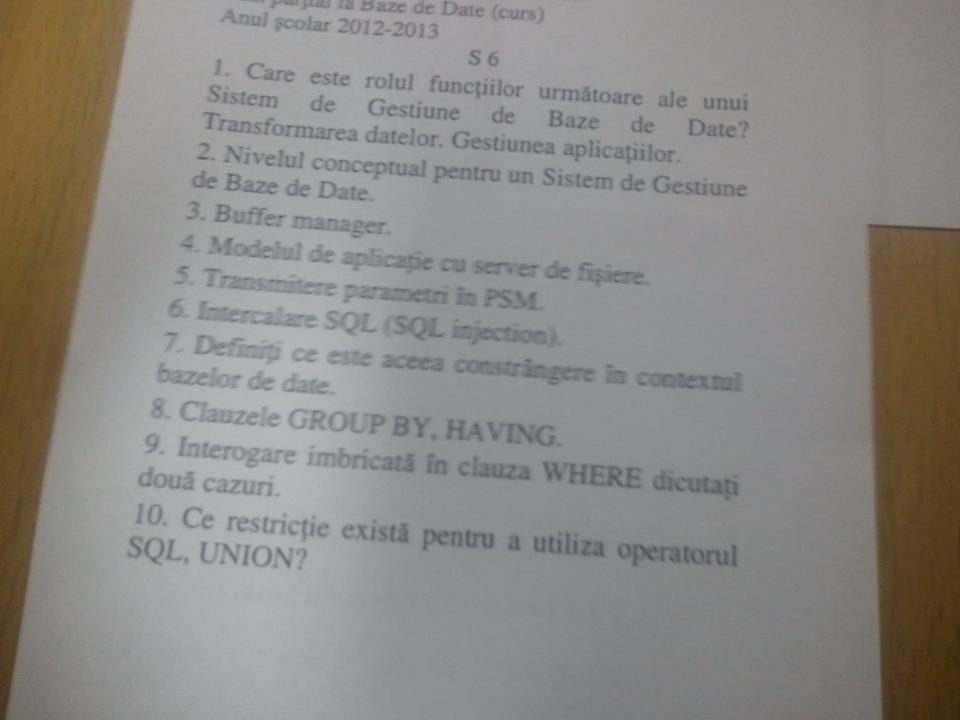 parțial la Baze de Date (curs)
Anul școlar 2012-2013
S 6
1. Care este rolul funcțiilor următoare ale unui
Sistem de Gestiune de Baze de Date?
Transformarea datelor. Gestiunea aplicațiilor.
2. Nivelul conceptual pentru un Sistem de Gestiune
de Baze de Date.
3. Buffer manager.
4. Modelul de aplicație cu server de fișiere.
5. Transmitere parametri în PSM.
6. Intercalare SQL (SQL injection).
7. Definiți ce este aceea constrângere în contextul
bazelor de date.
8. Clauzele GROUP BY, HAVING.
9. Interogare imbricată în clauza WHERE dicutați
două cazuri.
10. Ce restricție există pentru a utiliza operatorul
SQL, UNION?